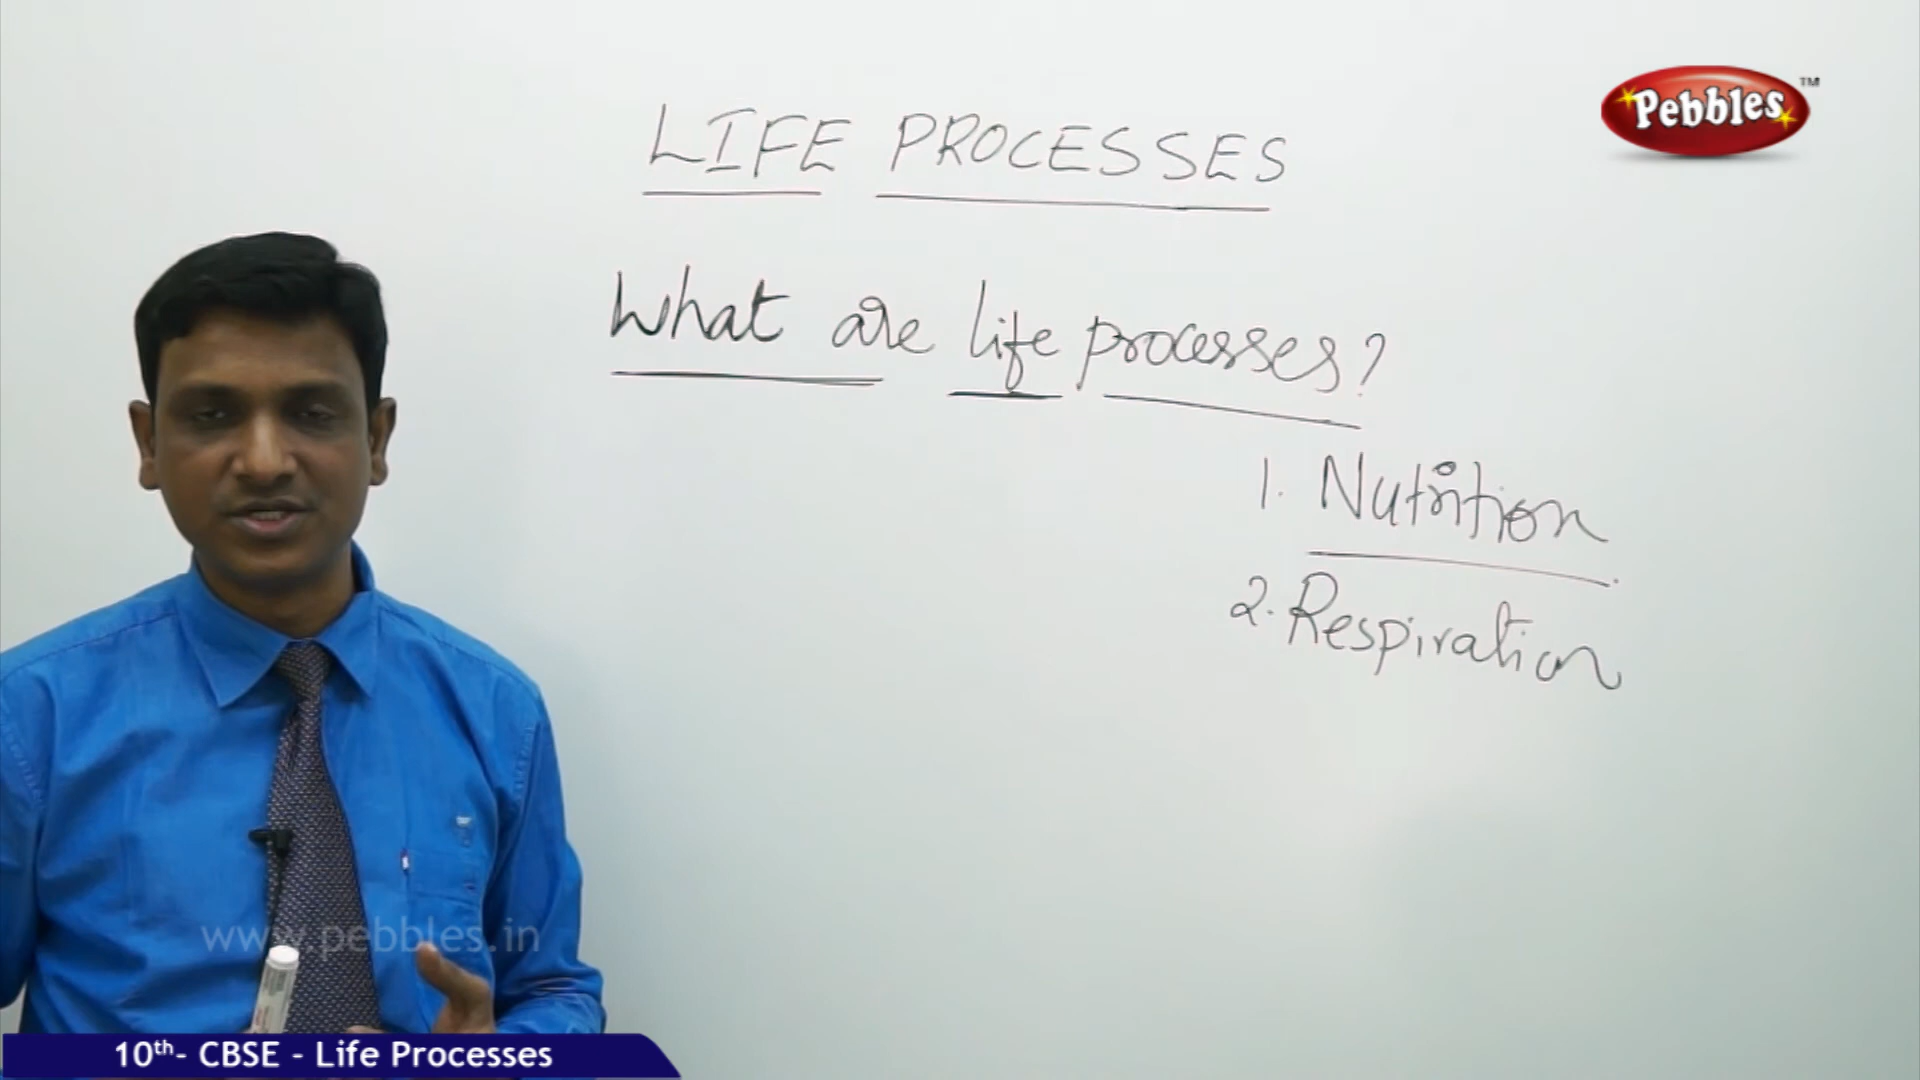 Pebbles TM
LIFE PROCESSES
What are life processes?
1. Nutrition
2. Respiration
www.pebbles.in
10th- CBSE - Life Processes